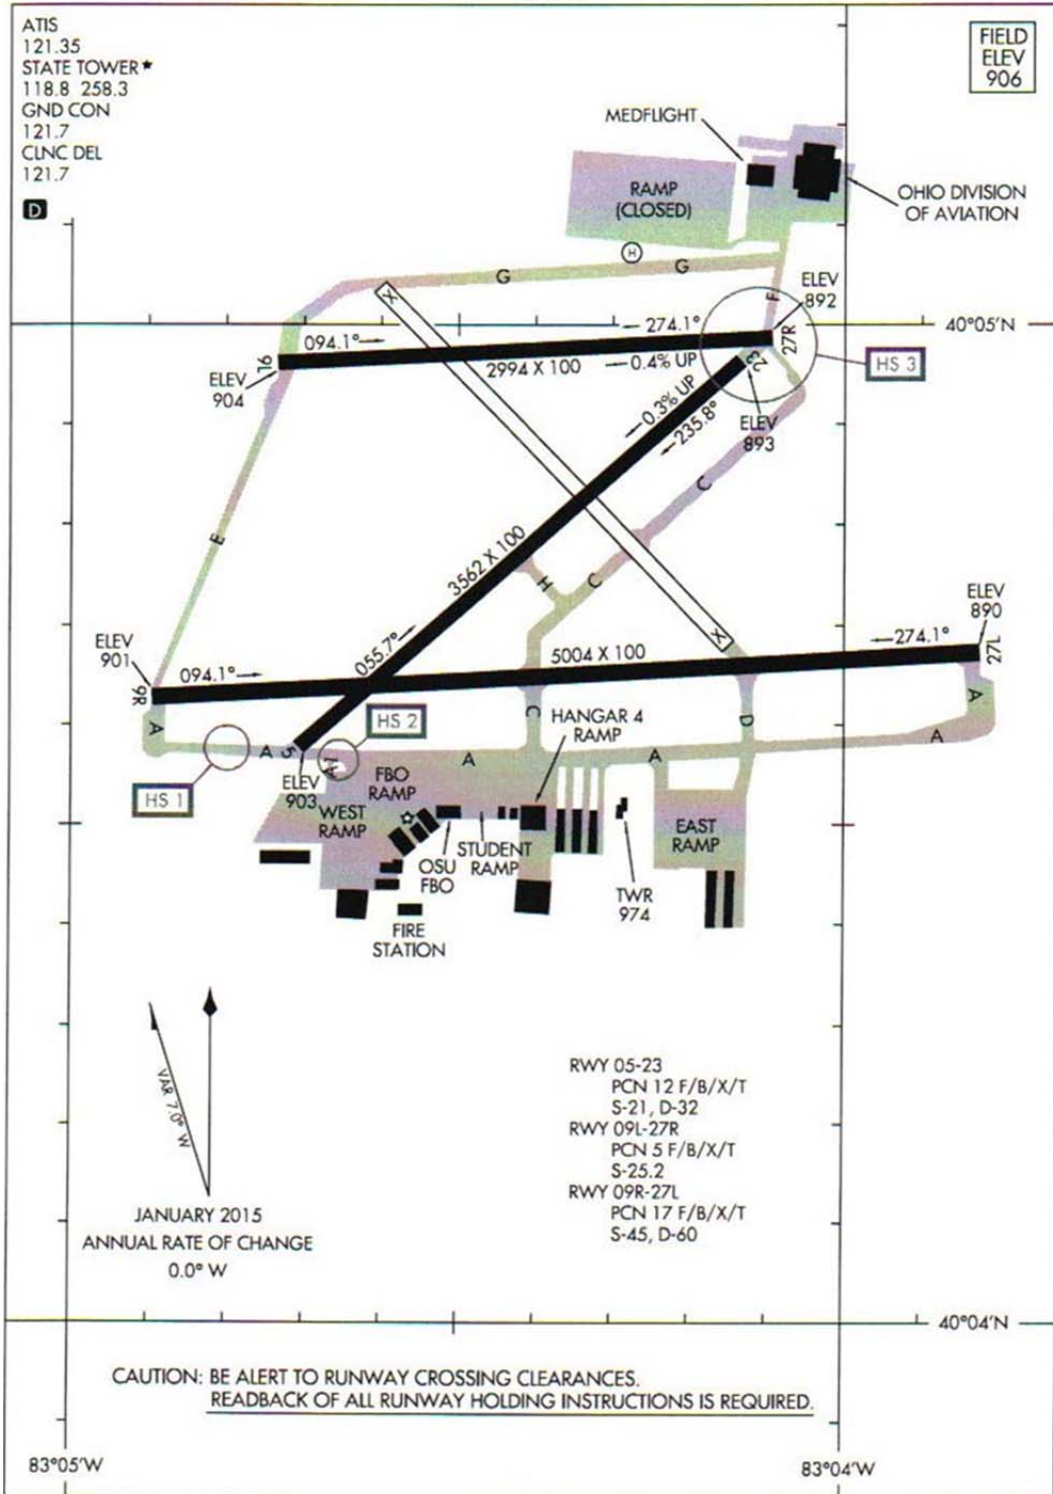 ATIS
121.35
STATE TOWER★
118.8 258.3
GND CON
121.7
CLNC DEL
121.7
D
FIELD
ELEV
906
MEDFLIGHT
RAMP
(CLOSED)
OHIO DIVISION
OF AVIATION
H
G
G
F
X
ELEV
892
40°05'N
094.1°
274.1°
27R
9L
2994 X 100
0.4% UP
HS 3
ELEV
904
23
0.3% UP
235.8°
ELEV
893
C
E
3562 X 100
H
C
X
ELEV
890
ELEV
901
055.7°
5004 X 100
274.1°
27L
094.1°
9R
A
A
5
HS 2
C
HANGAR 4
RAMP
D
A
A
A
A
HS 1
A1
ELEV
903
FBO
RAMP
WEST
RAMP
OSU
FBO
STUDENT
RAMP
EAST
RAMP
TWR
974
FIRE
STATION
VAR 7.0° W
JANUARY 2015
ANNUAL RATE OF CHANGE
0.0° W
RWY 05-23
PCN 12 F/B/X/T
S-21, D-32
RWY 09L-27R
PCN 5 F/B/X/T
S-25.2
RWY 09R-27L
PCN 17 F/B/X/T
S-45, D-60
40°04'N
CAUTION: BE ALERT TO RUNWAY CROSSING CLEARANCES.
READBACK OF ALL RUNWAY HOLDING INSTRUCTIONS IS REQUIRED.
83°05'W
83°04'W